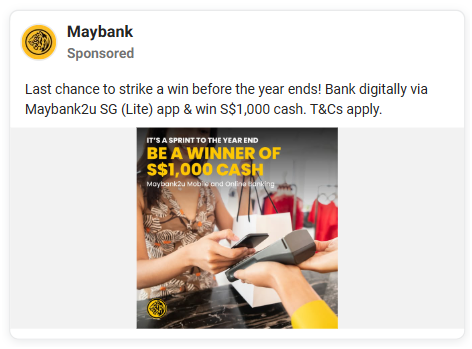 Maybank
Sponsored
Last chance to strike a win before the year ends! Bank digitally via
Maybank2u SG (Lite) app & win S$1,000 cash. T&Cs apply.
IT'S A SPRINT TO THE YEAR END
BE A WINNER OF
S$1,000 CASH
Maybank2u Mobile and Online Banking